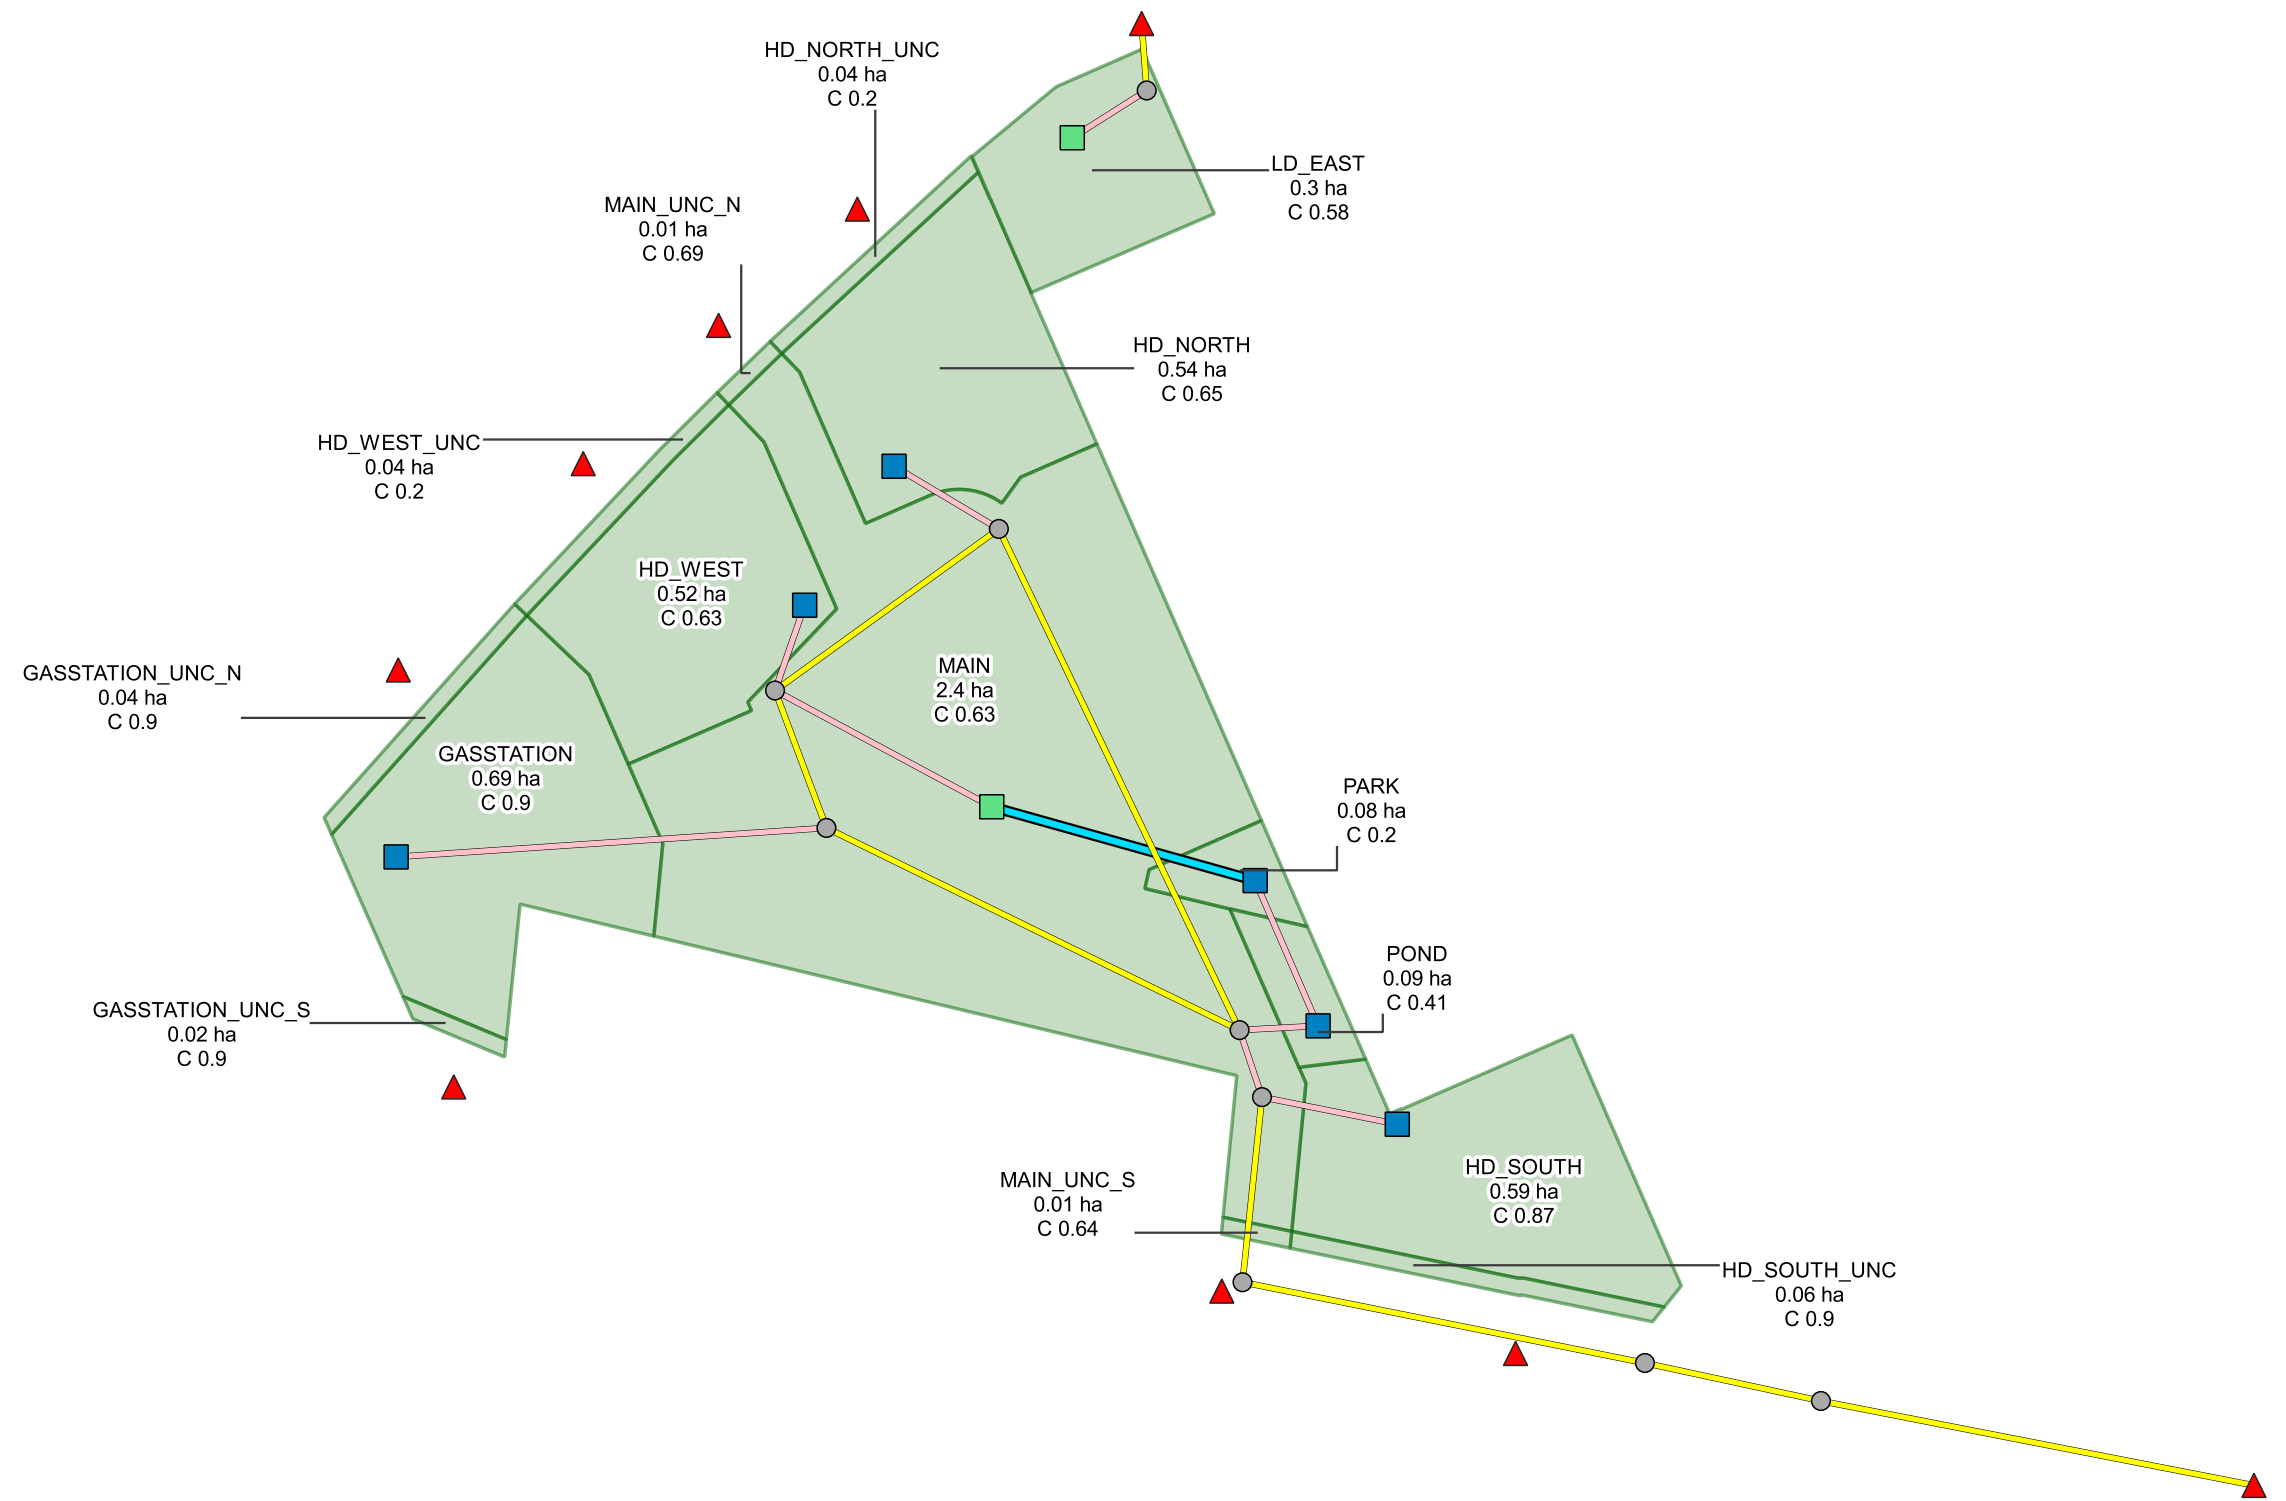 HD_NORTH_UNC
0.04 ha
C 0.2
LD_EAST
0.3 ha
C 0.58
MAIN_UNC_N
0.01 ha
C 0.69
HD_NORTH
0.54 ha
C 0.65
HD_WEST_UNC
0.04 ha
C 0.2
HD_WEST
0.52 ha
C 0.63
MAIN
2.4 ha
C 0.63
GASSTATION_UNC_N
0.04 ha
C 0.9
GASSTATION
0.69 ha
C 0.9
PARK
0.08 ha
C 0.2
POND
0.09 ha
C 0.41
GASSTATION_UNC_S
0.02 ha
C 0.9
MAIN_UNC_S
0.01 ha
C 0.64
HD_SOUTH
0.59 ha
C 0.87
HD_SOUTH_UNC
0.06 ha
C 0.9